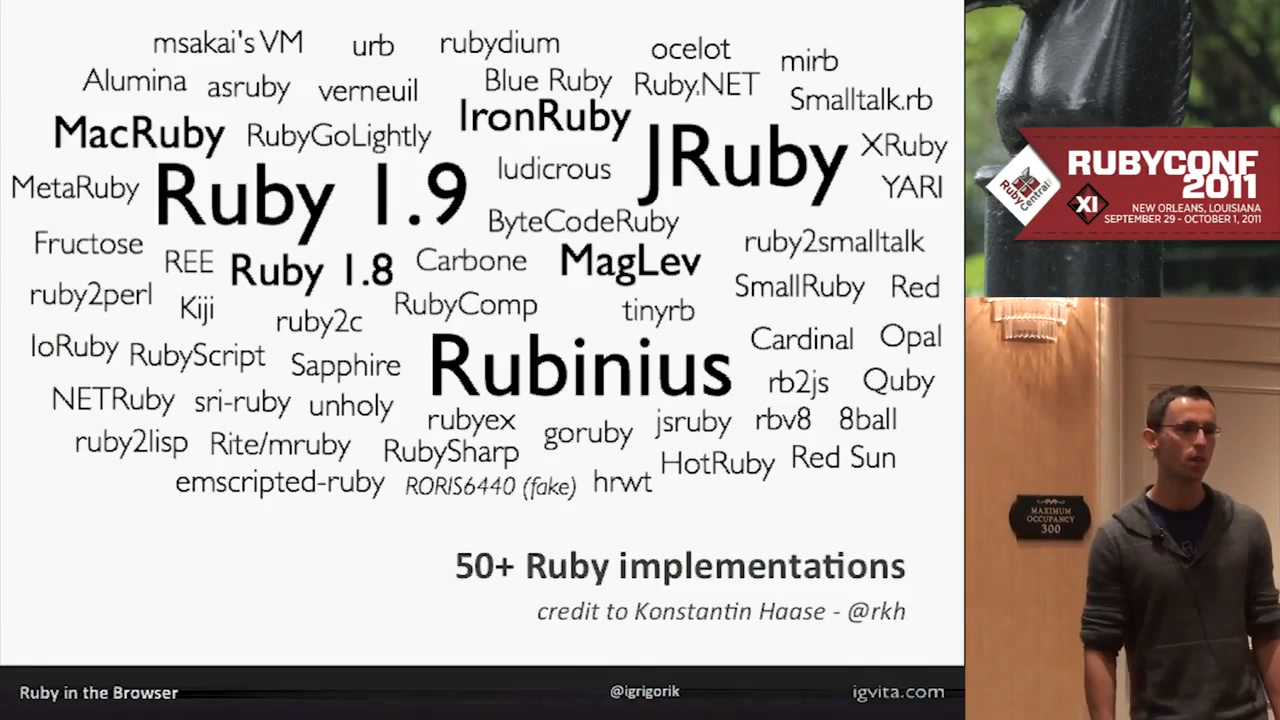 msakai's VM urb rubydium ocelot mirb
Alumina asruby verneuil Blue Ruby Ruby.NET Smalltalk.rb
MacRuby RubyGoLightly IronRuby JRuby XRuby
MetaRuby Ruby 1.9 ludicrous YARI
ByteCodeRuby
Fructose REE Ruby 1.8 Carbone MagLev ruby2smalltalk
ruby2perl Kiji RubyComp tinyrb SmallRuby Red
ruby2c
IoRuby RubyScript Sapphire Rubinius Cardinal Opal
NETRuby sri-ruby unholy rb2js Quby
rubyex goruby jsruby rbv8 8ball
ruby2lisp Rite/mruby RubySharp HotRuby Red Sun
emscripted-ruby RORIS6440 (fake) hrwt
50+ Ruby implementations
credit to Konstantin Haase - @rkh
Ruby in the Browser @igrigorik igvita.com
RubyCentral
XI
RUBYCONF
2011
NEW ORLEANS, LOUISIANA
SEPTEMBER 29 - OCTOBER 1, 2011
MAXIMUM
OCCUPANCY
300